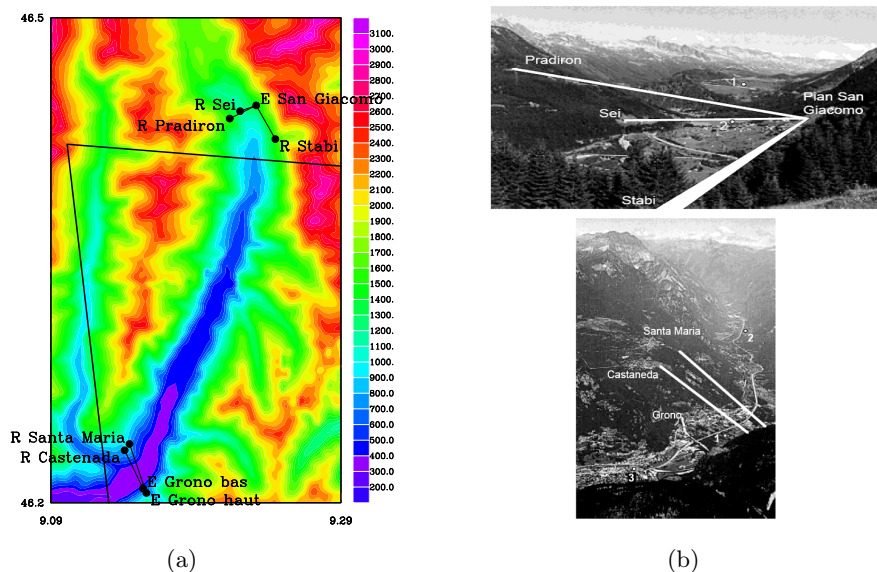 46.5
R Sei
E San Giacomo
R Pradiron
R Stabi
R Santa Maria
R Castenada
E Grono bas
E Grono haut
46.2
9.09
9.29
3100.
3000.
2900.
2800.
2700.
2600.
2500.
2400.
2300.
2200.
2100.
2000.
1900.
1800.
1700.
1600.
1500.
1400.
1300.
1200.
1100.
1000.
900.0
800.0
700.0
600.0
500.0
400.0
300.0
200.0
(a)
Pradiron
1
Sei
2
Pian San
Giacomo
Stabi
Santa Maria
2
Castaneda
Grono
1
3
(b)